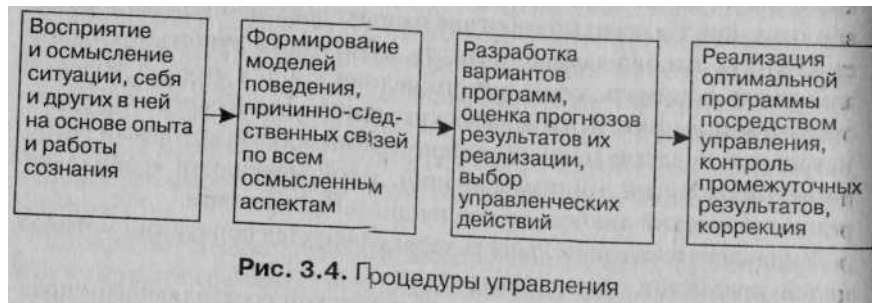 Восприятие
и осмысление
ситуации, себя
и других в ней
на основе опыта
и работы
сознания
Формирование
моделей
поведения,
причинно-след-
ственных связей
по всем
осмысленным
аспектам
Разработка
вариантов
программ,
оценка прогнозов
результатов их
реализации,
выбор
управленческих
действий
Реализация
оптимальной
программы
посредством
управления,
контроль
промежуточных
результатов,
коррекция
Рис. 3.4. Процедуры управления